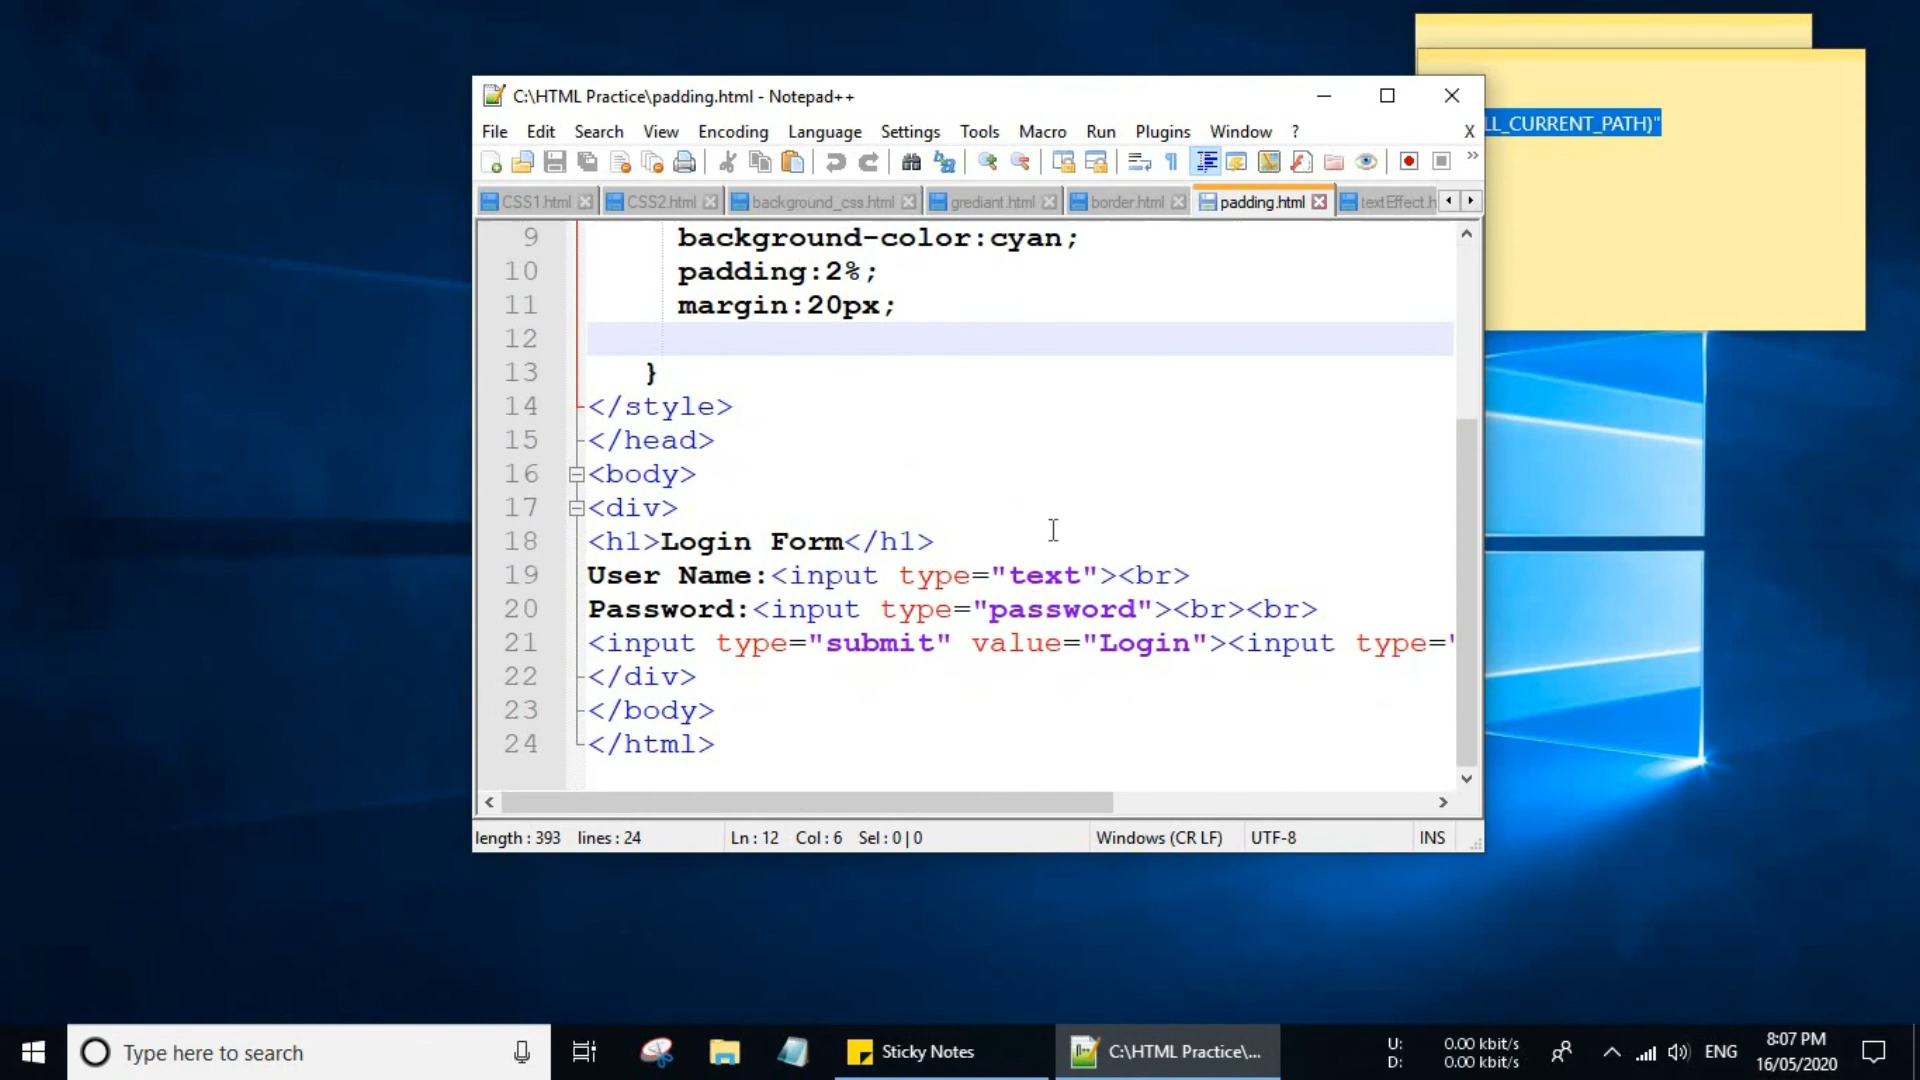 LL_CURRENT_PATH)"
C:\HTML Practice\padding.html - Notepad++
File Edit Search View Encoding Language Settings Tools Macro Run Plugins Window ? X
CSS1.html CSS2.html background_css.html grediant.html border.html padding.html textEffect.h
9 background-color:cyan;
10 padding:2%;
11 margin:20px;
12
13 }
14 </style>
15 </head>
16 <body>
17 <div>
18 <h1>Login Form</h1>
19 User Name:<input type="text"><br>
20 Password:<input type="password"><br><br>
21 <input type="submit" value="Login"><input type="
22 </div>
23 </body>
24 </html>
length : 393 lines : 24 Ln : 12 Col : 6 Sel : 0 | 0 Windows (CR LF) UTF-8 INS
Type here to search
Sticky Notes
C:\HTML Practice\...
U: 0.00 kbit/s
D: 0.00 kbit/s
ENG
8:07 PM
16/05/2020